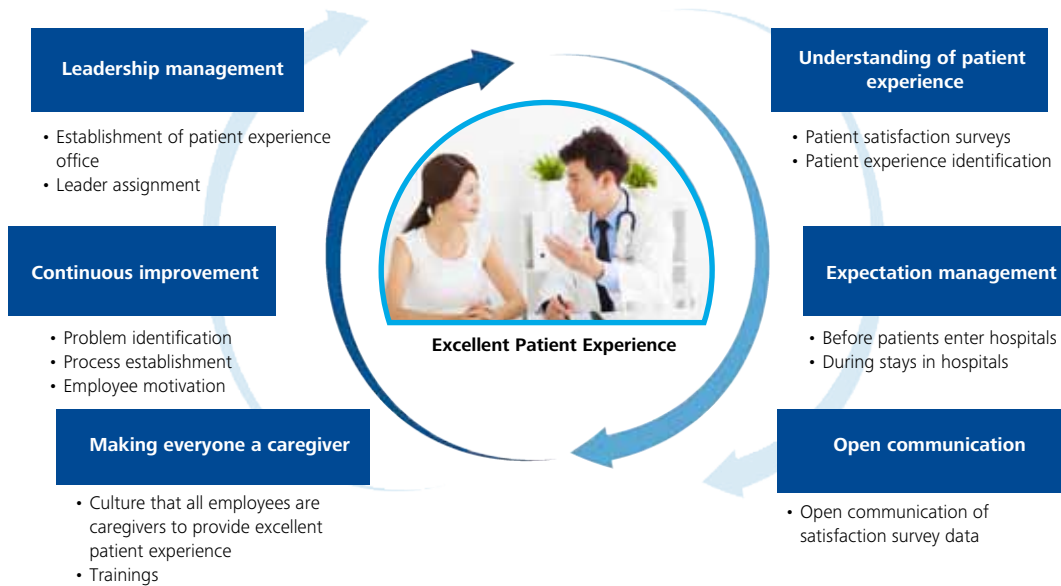 Leadership management
• Establishment of patient experience
office
• Leader assignment
Continuous improvement
• Problem identification
• Process establishment
• Employee motivation
Making everyone a caregiver
• Culture that all employees are
caregivers to provide excellent
patient experience
• Trainings
Excellent Patient Experience
Understanding of patient
experience
• Patient satisfaction surveys
• Patient experience identification
Expectation management
• Before patients enter hospitals
• During stays in hospitals
Open communication
• Open communication of
satisfaction survey data